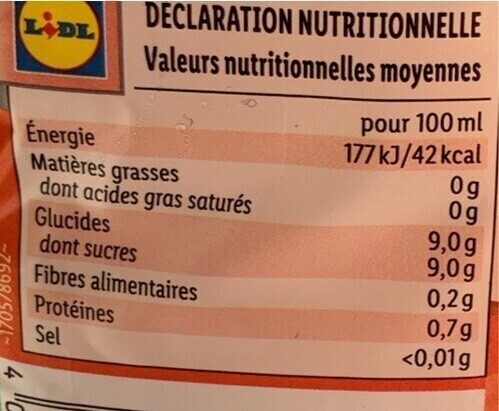 LIDL
DÉCLARATION NUTRITIONNELLE
Valeurs nutritionnelles moyennes
pour 100 ml
Énergie 177 kJ/42 kcal
Matières grasses 0 g
dont acides gras saturés 0 g
Glucides 9,0 g
dont sucres 9,0 g
Fibres alimentaires 0,2 g
Protéines 0,7 g
Sel <0,01 g
~170578692~
4